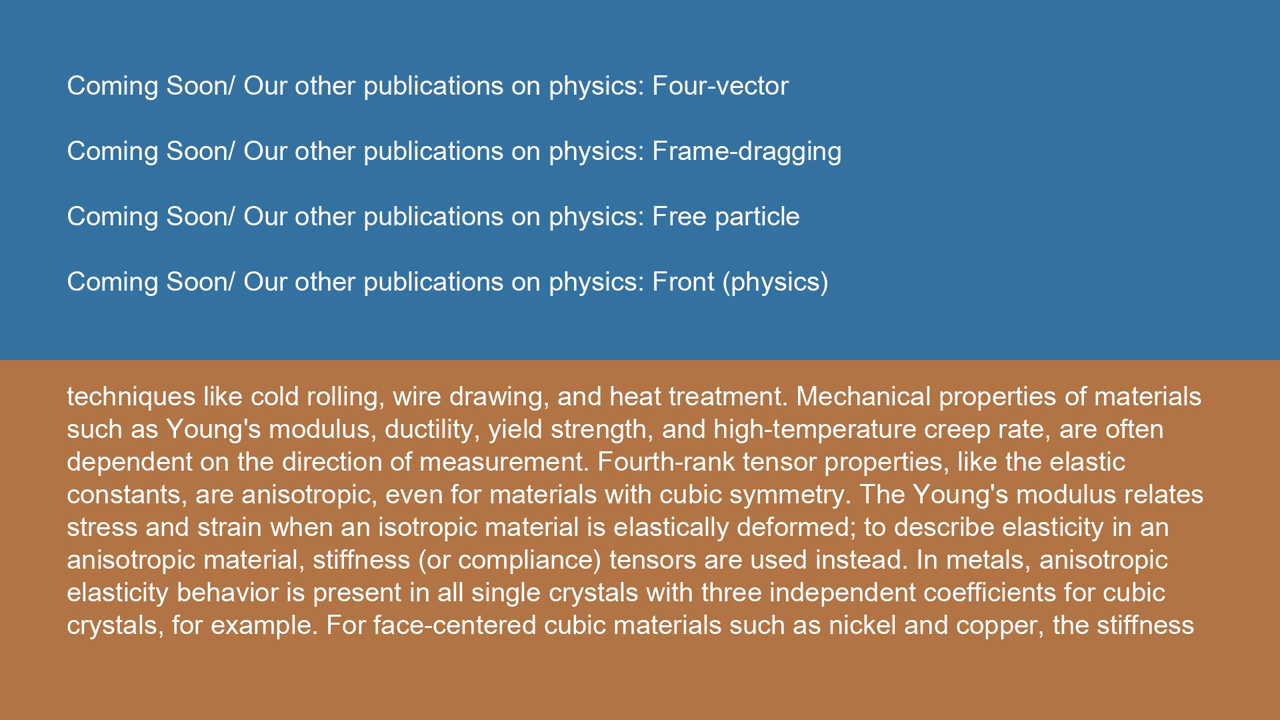 Coming Soon/ Our other publications on physics: Four-vector
Coming Soon/ Our other publications on physics: Frame-dragging
Coming Soon/ Our other publications on physics: Free particle
Coming Soon/ Our other publications on physics: Front (physics)
techniques like cold rolling, wire drawing, and heat treatment. Mechanical properties of materials
such as Young's modulus, ductility, yield strength, and high-temperature creep rate, are often
dependent on the direction of measurement. Fourth-rank tensor properties, like the elastic
constants, are anisotropic, even for materials with cubic symmetry. The Young's modulus relates
stress and strain when an isotropic material is elastically deformed; to describe elasticity in an
anisotropic material, stiffness (or compliance) tensors are used instead. In metals, anisotropic
elasticity behavior is present in all single crystals with three independent coefficients for cubic
crystals, for example. For face-centered cubic materials such as nickel and copper, the stiffness